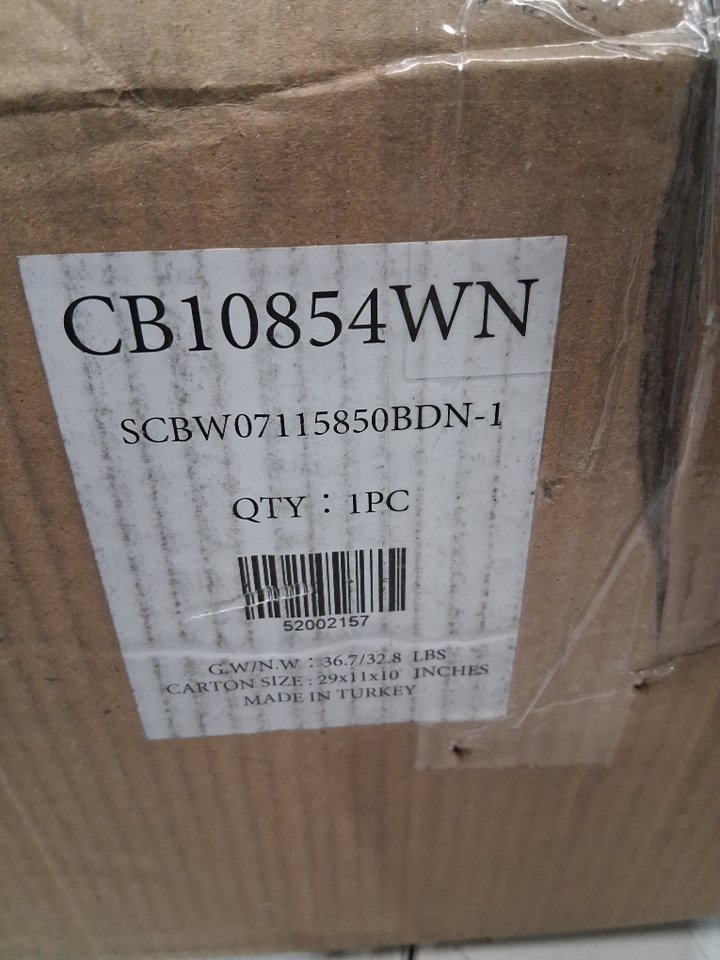 CB10854WN
SCBW07115850BDN-1
QTY : 1PC
52002157
G.W/N.W : 36.7/32.8 LBS
CARTON SIZE : 29x11x10 INCHES
MADE IN TURKEY